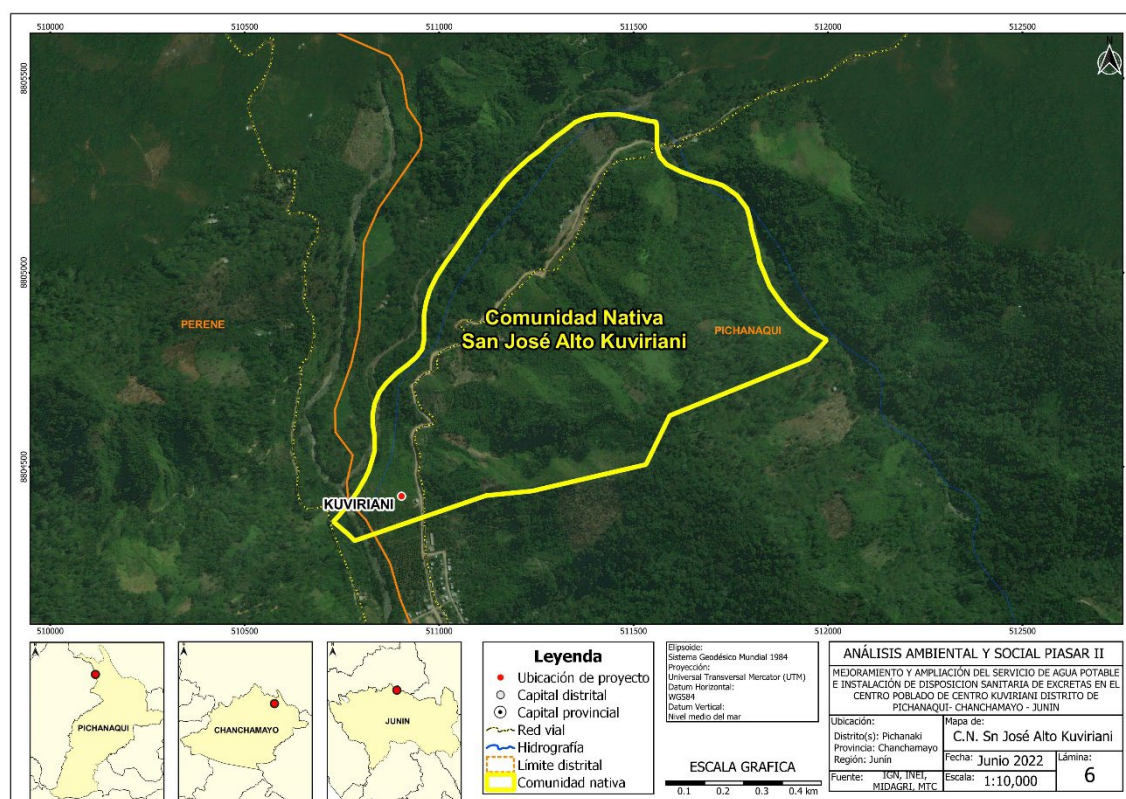 510000 510500 511000 511500 512000 512500
8805500
8805000
8804500
N
8805500
8805000
8804500
PERENE
Comunidad Nativa
San José Alto Kuviriani
PICHANAQUI
KUVIRIANI
510000 510500 511000 511500 512000 512500
PICHANAQUI
CHANCHAMAYO
JUNIN
Leyenda
Ubicación de proyecto
Capital distrital
Capital provincial
Red vial
Hidrografía
Límite distrital
Comunidad nativa
Elipsoide:
Sistema Geodésico Mundial 1984
Proyección:
Universal Transversal Mercator (UTM)
Datum Horizontal:
WGS84
Datum Vertical:
Nivel medio del mar
ESCALA GRAFICA
0.1 0.2 0.3 0.4 km
ANÁLISIS AMBIENTAL Y SOCIAL PIASAR II
MEJORAMIENTO Y AMPLIACIÓN DEL SERVICIO DE AGUA POTABLE
E INSTALACIÓN DE DISPOSICION SANITARIA DE EXCRETAS EN EL
CENTRO POBLADO DE CENTRO KUVIRIANI DISTRITO DE
PICHANAQUI- CHANCHAMAYO - JUNIN
Ubicación:
Distrito(s): Pichanaki
Provincia: Chanchamayo
Región: Junín
Mapa de:
C.N. Sn José Alto Kuviriani
Fecha: Junio 2022
Lámina:
6
Fuente: IGN, INEI,
MIDAGRI, MTC
Escala: 1:10,000